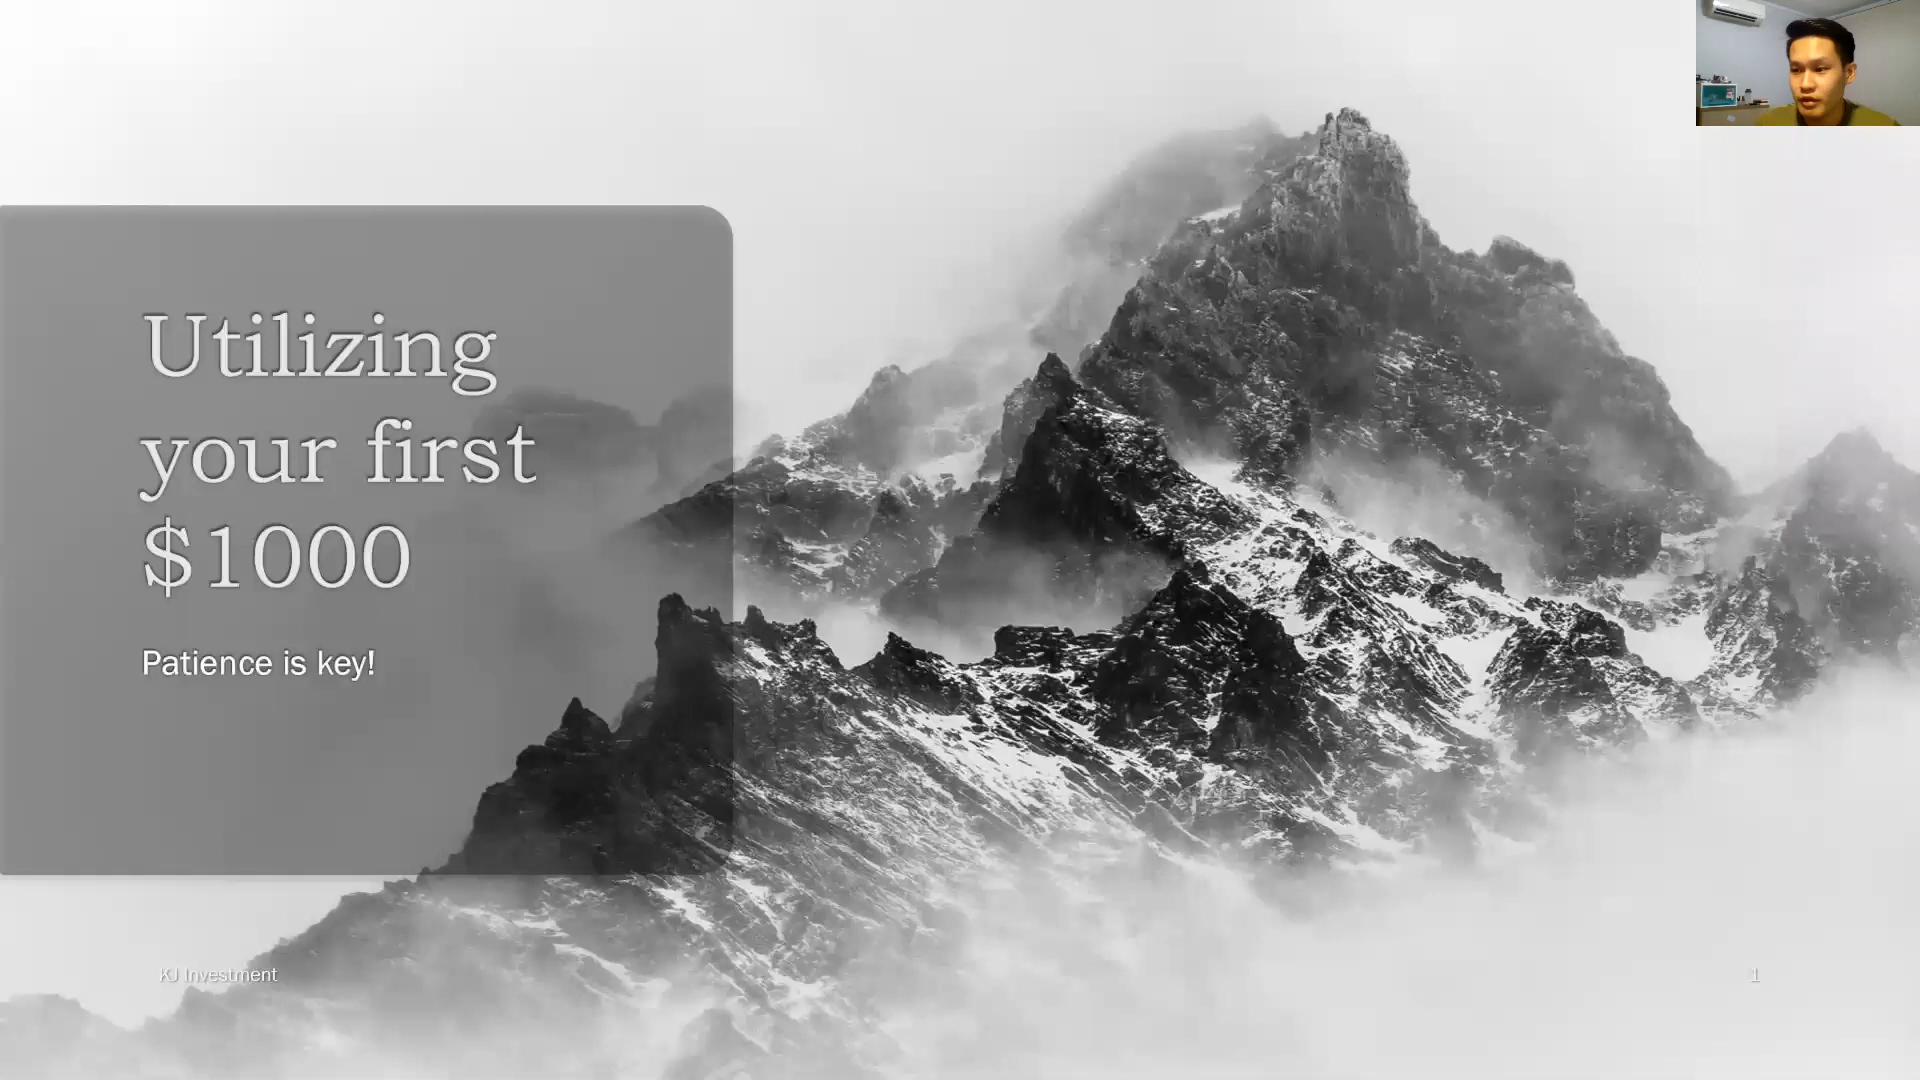 Utilizing
your first
$1000
Patience is key!
KJ Investment
1